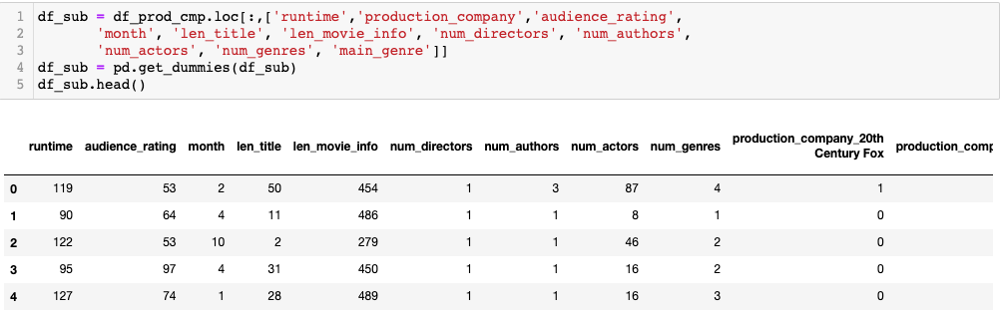 1 df_sub = df_prod_cmp.loc[:,['runtime','production_company','audience_rating',
2 'month', 'len_title', 'len_movie_info', 'num_directors', 'num_authors',
3 'num_actors', 'num_genres', 'main_genre']]
4 df_sub = pd.get_dummies(df_sub)
5 df_sub.head()
runtime audience_rating month len_title len_movie_info num_directors num_authors num_actors num_genres production_company_20th Century Fox production_comp
0 119 53 2 50 454 1 3 87 4 1
1 90 64 4 11 486 1 1 8 1 0
2 122 53 10 2 279 1 1 46 2 0
3 95 97 4 31 450 1 1 16 2 0
4 127 74 1 28 489 1 1 16 3 0